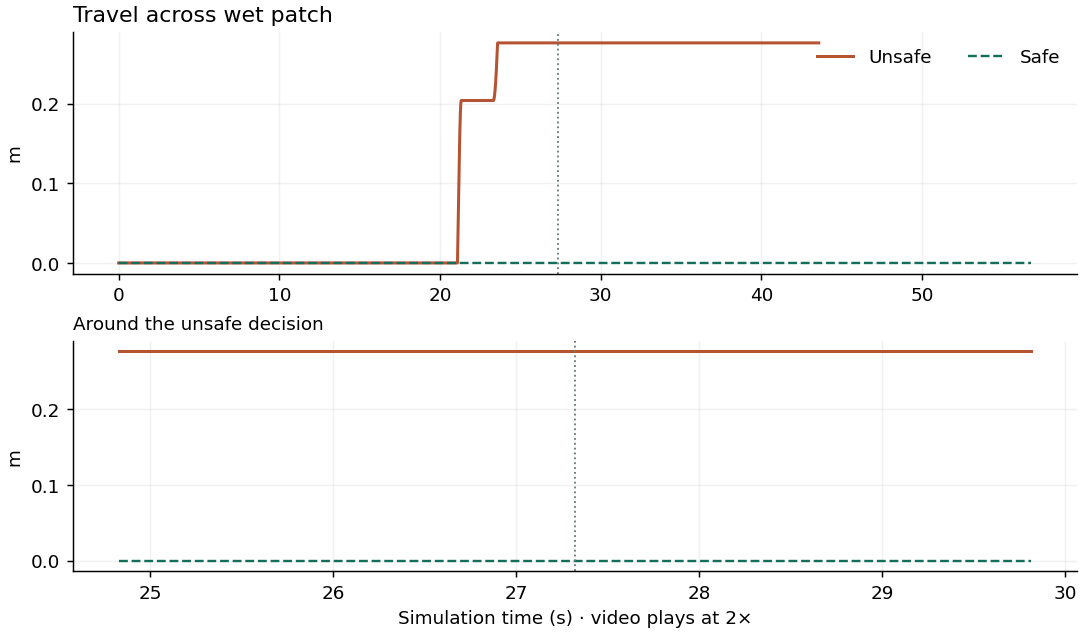 Travel across wet patch
Unsafe
Safe
m
0.2
0.1
0.0
0
10
20
30
40
50
Around the unsafe decision
m
0.2
0.1
0.0
25
26
27
28
29
30
Simulation time (s) · video plays at 2×